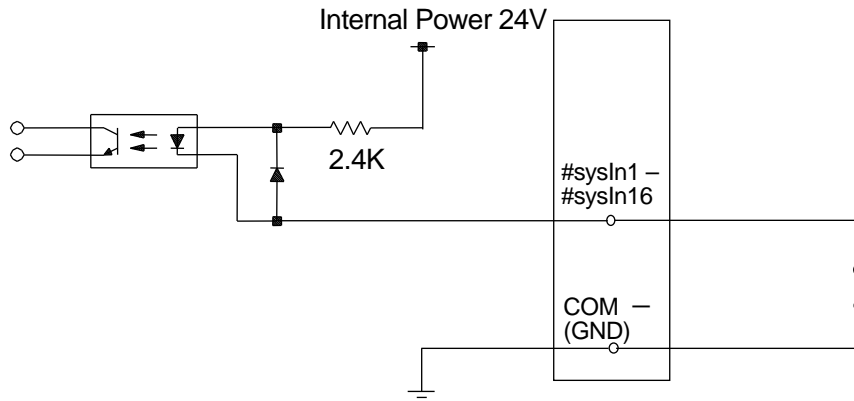 Internal Power 24V
2.4K
#sysIn1 –
#sysIn16
COM –
(GND)